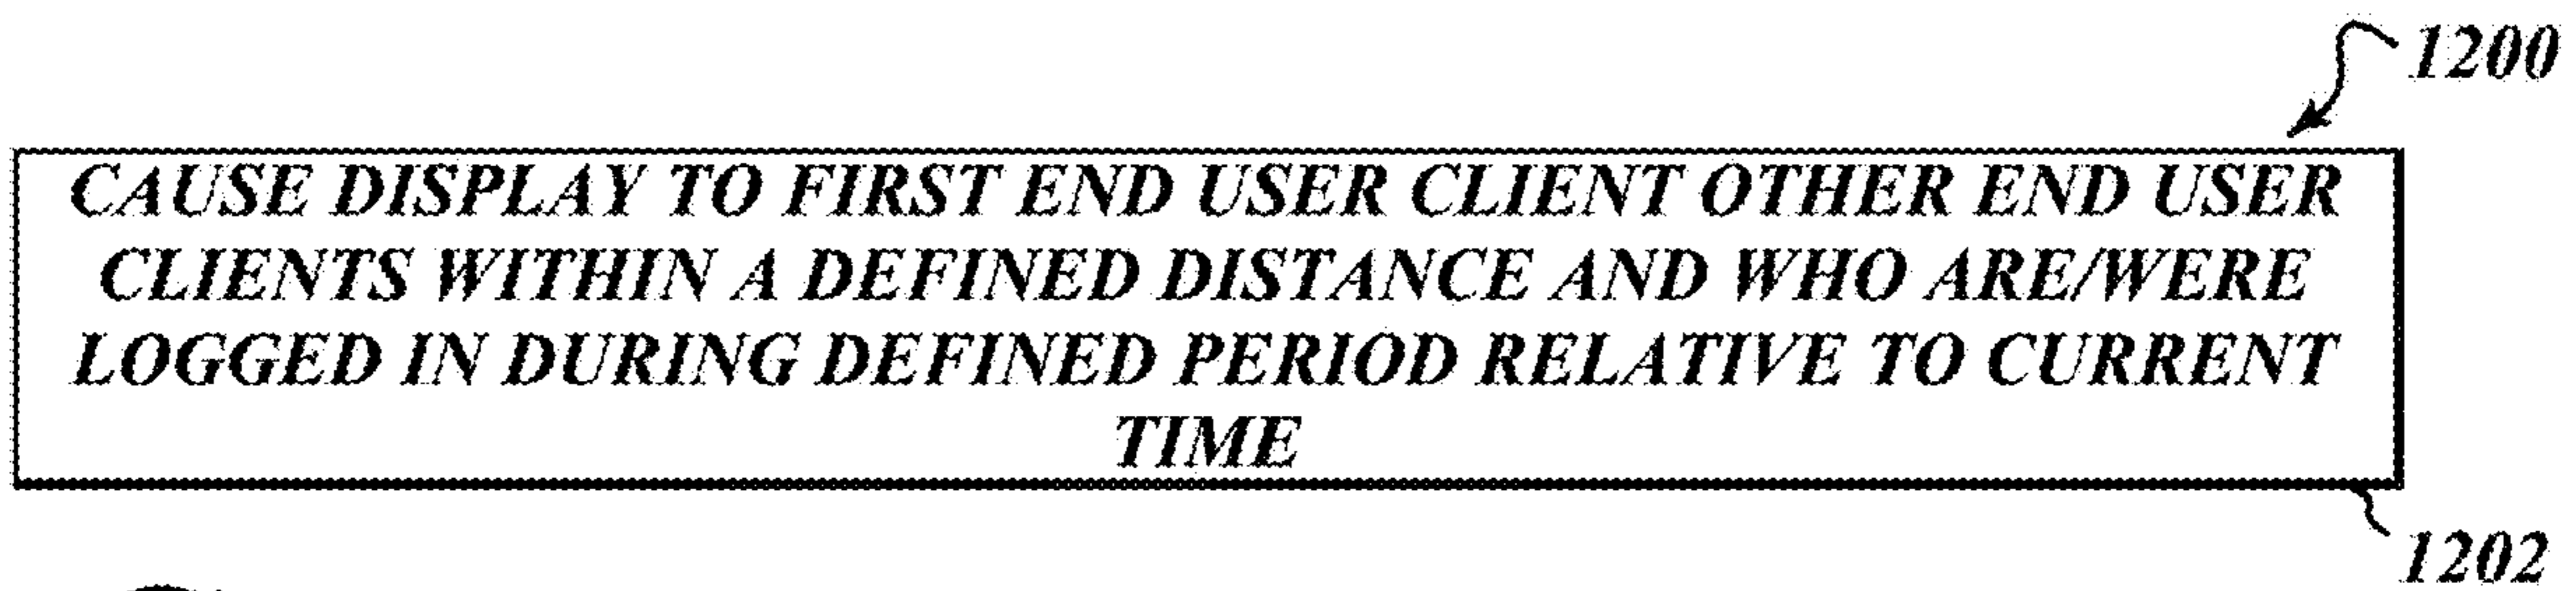 1200
CAUSE DISPLAY TO FIRST END USER CLIENT OTHER END USER
CLIENTS WITHIN A DEFINED DISTANCE AND WHO ARE/WERE
LOGGED IN DURING DEFINED PERIOD RELATIVE TO CURRENT
TIME
1202